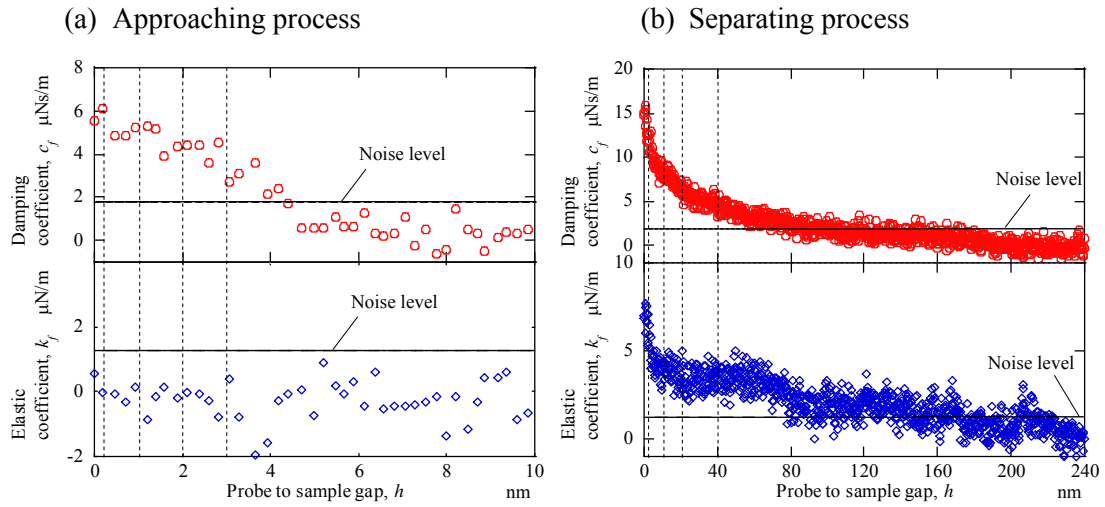 (a) Approaching process
(b) Separating process
8
6
4
2
0
Damping
coefficient, c_f μNs/m
Noise level
2
0
-2
Elastic
coefficient, k_f μN/m
Noise level
0
2
4
6
8
10
Probe to sample gap, h
nm
20
15
10
5
0
Damping
coefficient, c_f μNs/m
Noise level
10
5
0
Elastic
coefficient, k_f μN/m
Noise level
0
40
80
120
160
200
240
Probe to sample gap, h
nm